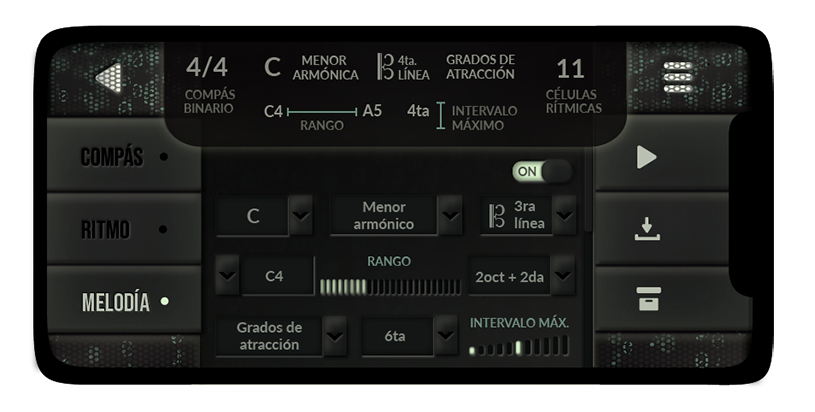 4/4
COMPÁS
BINARIO
C MENOR
ARMÓNICA
4ta.
LÍNEA
GRADOS DE
ATRACCIÓN
11
CÉLULAS
RÍTMICAS
C4 A5
RANGO
4ta INTERVALO
MÁXIMO
COMPÁS
RITMO
MELODÍA
ON
C
Menor
armónico
3ra
línea
C4
RANGO
2oct + 2da
Grados de
atracción
6ta
INTERVALO MÁX.